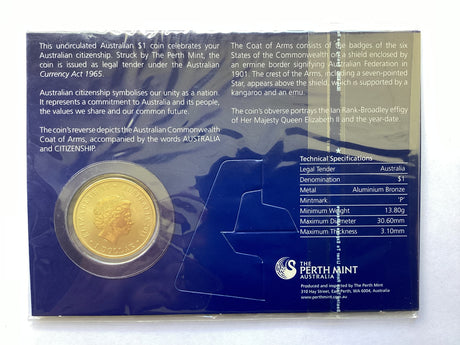 This uncirculated Australian $1 coin celebrates your
Australian citizenship. Struck by The Perth Mint, the
coin is issued as legal tender under the Australian
Currency Act 1965.
Australian citizenship symbolises our unity as a nation.
It represents a commitment to Australia and its people,
the values we share and our common future.
The coin's reverse depicts the Australian Commonwealth
Coat of Arms, accompanied by the words AUSTRALIA
and CITIZENSHIP.
The Coat of Arms consists of the badges of the six
States of the Commonwealth on a shield enclosed by
an ermine border signifying Australian Federation in
1901. The crest of the Arms, including a seven-pointed
Star, appears above the shield, which is supported by a
kangaroo and an emu.
The coin's obverse portrays the Ian Rank-Broadley effigy
of Her Majesty Queen Elizabeth II and the year-date.
Technical Specifications
Legal Tender Australia
Denomination $1
Metal Aluminium Bronze
Mintmark 'P'
Minimum Weight 13.80g
Maximum Diameter 30.60mm
Maximum Thickness 3.10mm
THE
PERTH MINT
AUSTRALIA
Produced and inspected by The Perth Mint
310 Hay Street, East Perth, WA 6004, Australia
www.perthmint.com.au